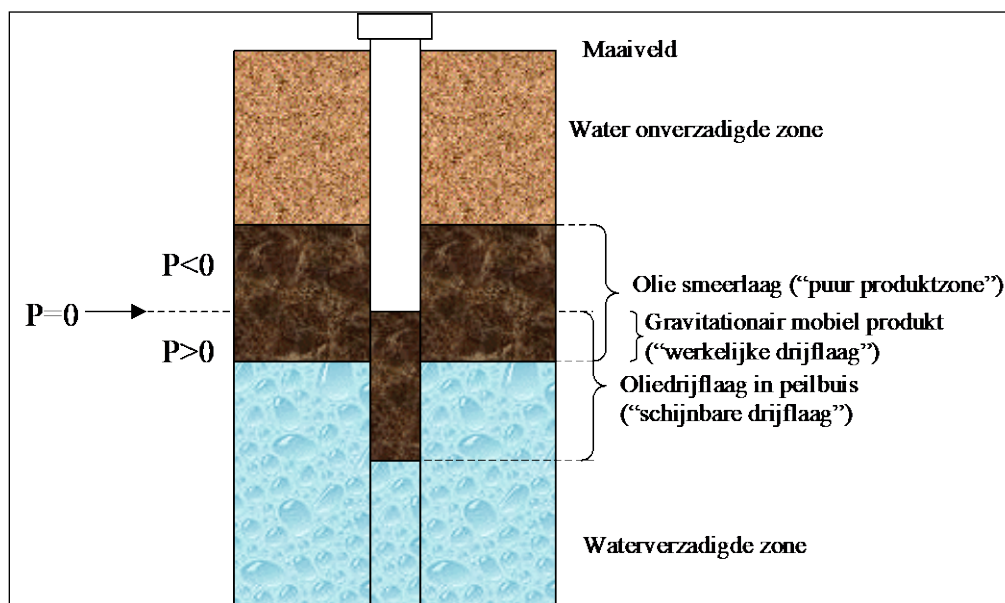 Maaiveld
Water onverzadigde zone
P<0
P=0
P>0
Olie smeerlaag (“puur produktzone”)
Gravitationair mobiel produkt
(“werkelijke drijflaag”)
Oliedrijflaag in peilbuis
(“schijnbare drijflaag”)
Waterverzadigde zone